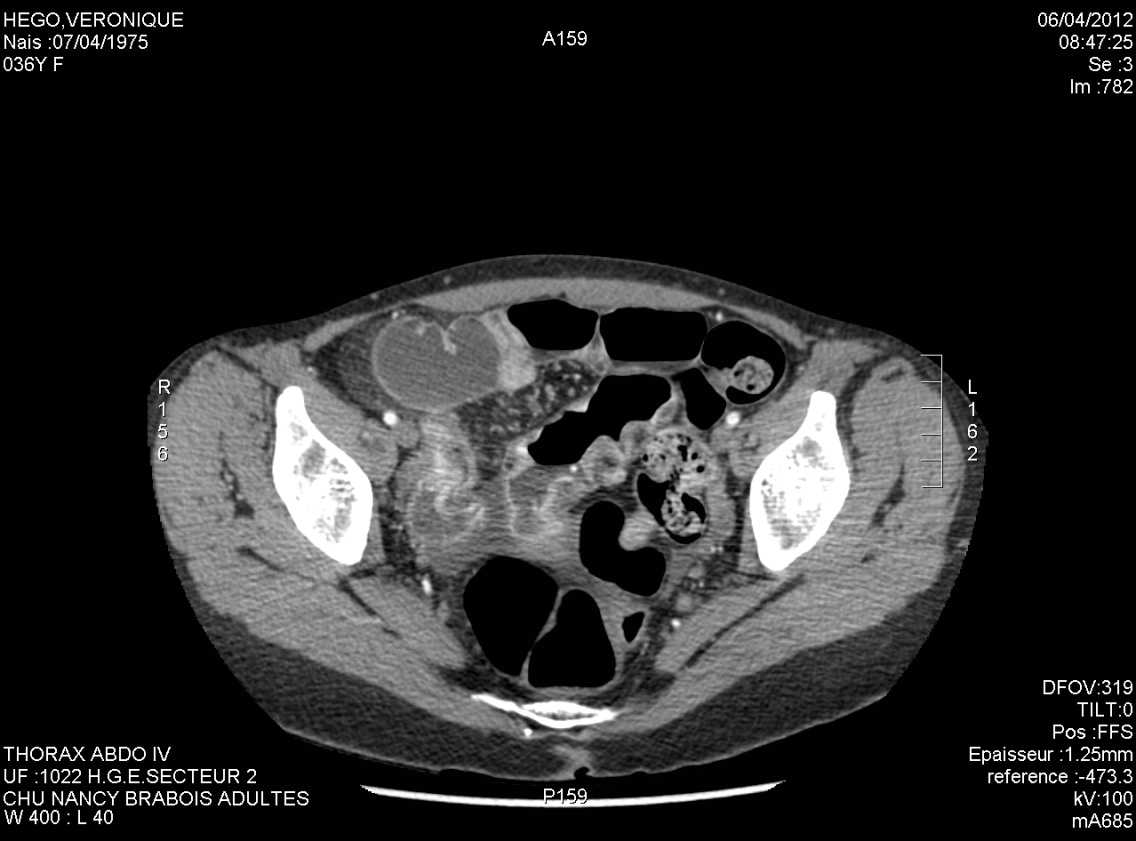 HEGO,VERONIQUE
Nais :07/04/1975
036Y F
A159
06/04/2012
08:47:25
Se :3
Im :782
R
1
5
6
L
1
6
2
THORAX ABDO IV
UF :1022 H.G.E.SECTEUR 2
CHU NANCY BRABOIS ADULTES
W 400 : L 40
P159
DFOV:319
TILT:0
Pos :FFS
Epaisseur :1.25mm
reference :-473.3
kV:100
mA685